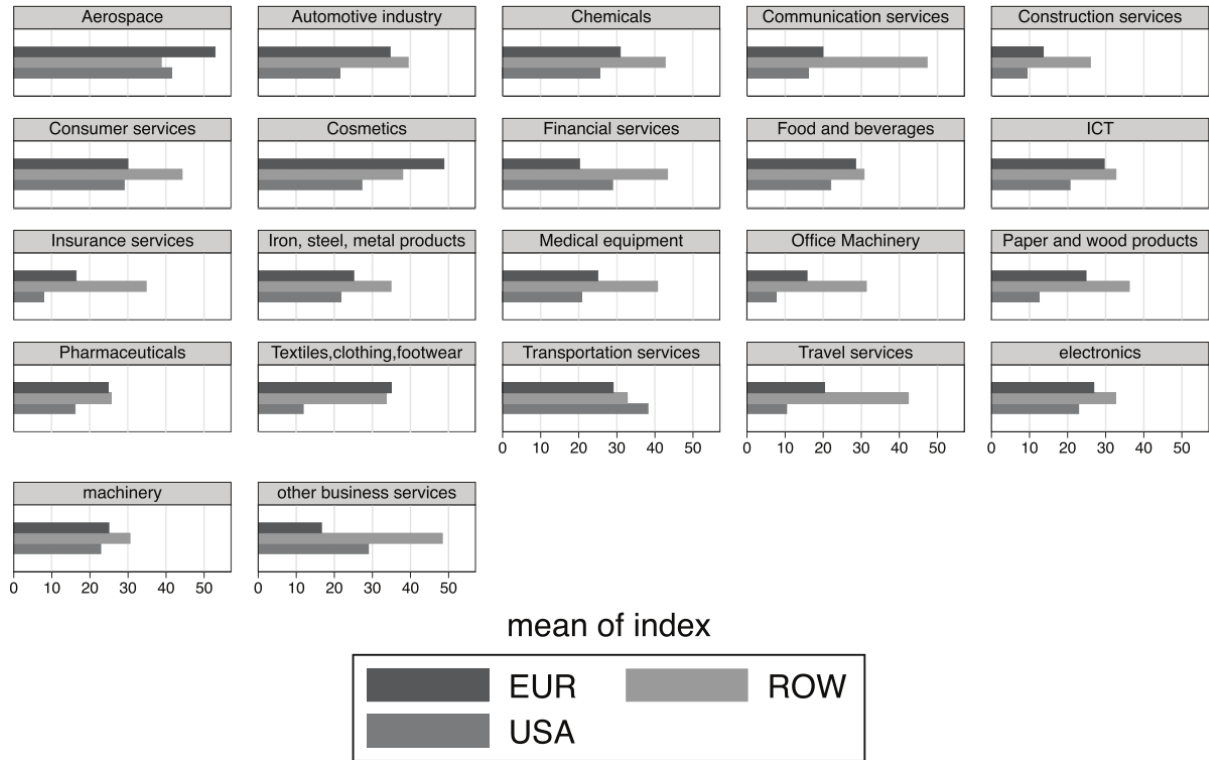 Aerospace
Automotive industry
Chemicals
Communication services
Construction services
Consumer services
Cosmetics
Financial services
Food and beverages
ICT
Insurance services
Iron, steel, metal products
Medical equipment
Office Machinery
Paper and wood products
Pharmaceuticals
Textiles,clothing,footwear
Transportation services
Travel services
electronics
0 10 20 30 40 50
0 10 20 30 40 50
0 10 20 30 40 50
machinery
other business services
0 10 20 30 40 50
0 10 20 30 40 50
mean of index
EUR
ROW
USA